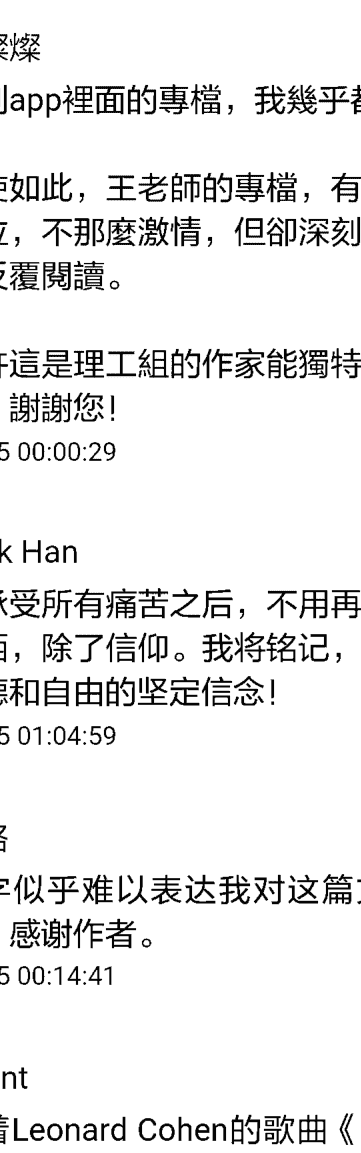 燦
app裡面的專檔，我幾乎都
如此，王老師的專檔，有
，不那麼激情，但卻深刻
反覆閱讀。
許這是理工組的作家能獨特
謝謝您！
5 00:00:29
k Han
承受所有痛苦之后，不用再
，除了信仰。我将铭记，
德和自由的坚定信念！
5 01:04:59
字似乎难以表达我对这篇文
感谢作者。
5 00:14:41
nt
着Leonard Cohen的歌曲《